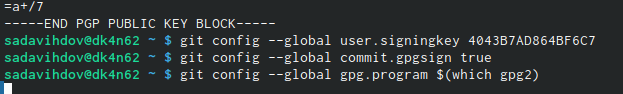 =a+/7
-----END PGP PUBLIC KEY BLOCK-----
sadavihdov@dk4n62 ~ $ git config --global user.signingkey 4043B7AD864BF6C7
sadavihdov@dk4n62 ~ $ git config --global commit.gpgsign true
sadavihdov@dk4n62 ~ $ git config --global gpg.program $(which gpg2)